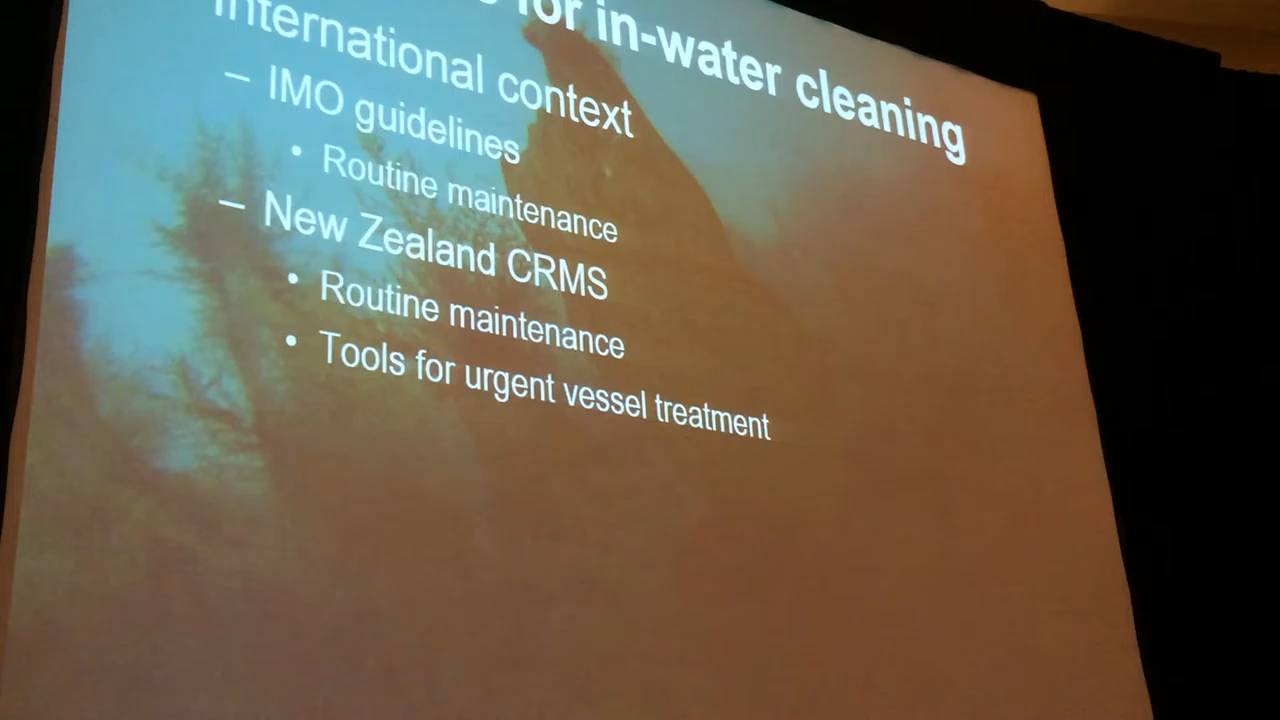 for in-water cleaning
International context
– IMO guidelines
• Routine maintenance
– New Zealand CRMS
• Routine maintenance
• Tools for urgent vessel treatment